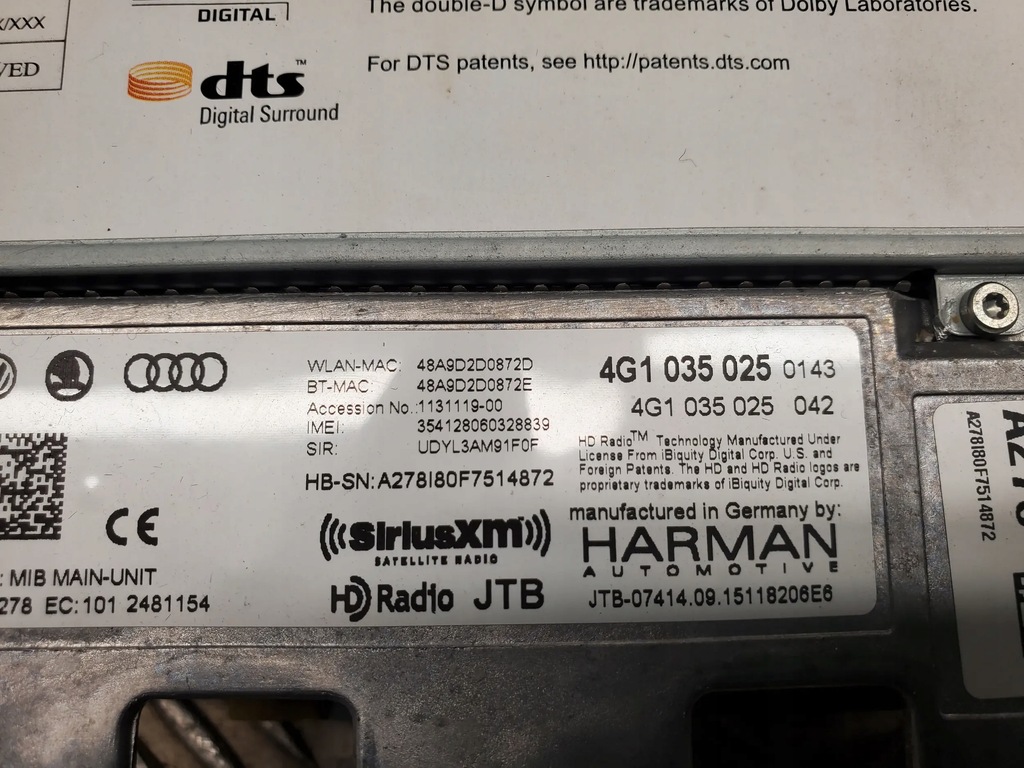 X/XXX
VED
DIGITAL
The double-D symbol are trademarks of Dolby Laboratories.
dts™
Digital Surround
For DTS patents, see http://patents.dts.com
WLAN-MAC: 48A9D2D0872D
BT-MAC: 48A9D2D0872E
Accession No.:1131119-00
IMEI: 354128060328839
SIR: UDYL3AM91F0F
HB-SN:A278I80F7514872
4G1 035 025 0143
4G1 035 025 042
HD Radio™ Technology Manufactured Under
License From iBiquity Digital Corp. U.S. and
Foreign Patents. The HD and HD Radio logos are
proprietary trademarks of iBiquity Digital Corp.
CE
: MIB MAIN-UNIT
278 EC:101 2481154
SiriusXm
SATELLITE RADIO
HD Radio JTB
manufactured in Germany by:
HARMAN
AUTOMOTIVE
JTB-07414.09.15118206E6
A278I80F7514872